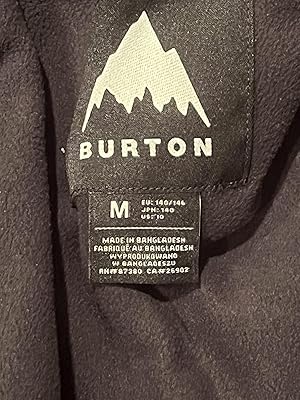 BURTON
M
EU: 140/146
JPN: 140
US: 10
MADE IN BANGLADESH
FABRIQUÉ AU BANGLADESH
WYPRODUKOWANO
W BANGLADESZU
RN#87380 CA#26902